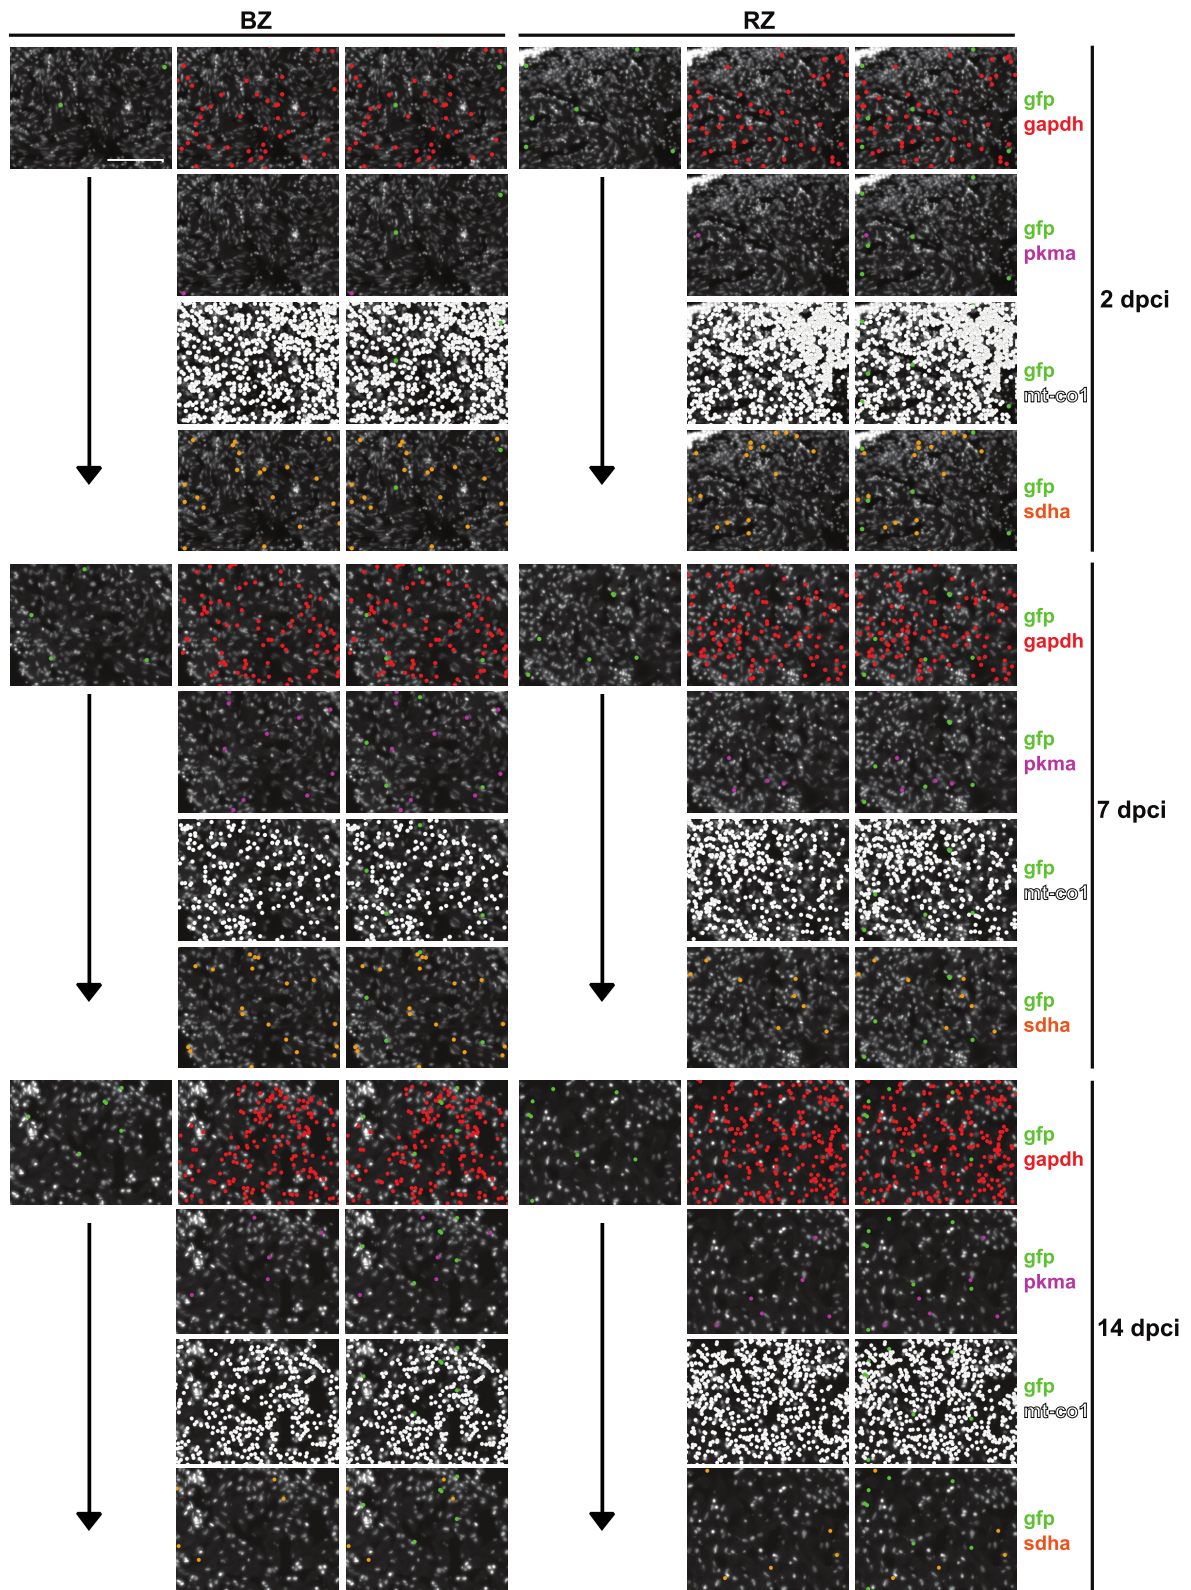 BZ RZ
gfp
gapdh
gfp
pkma
2 dpci
gfp
mt-co1
gfp
sdha
gfp
gapdh
gfp
pkma
7 dpci
gfp
mt-co1
gfp
sdha
gfp
gapdh
gfp
pkma
14 dpci
gfp
mt-co1
gfp
sdha